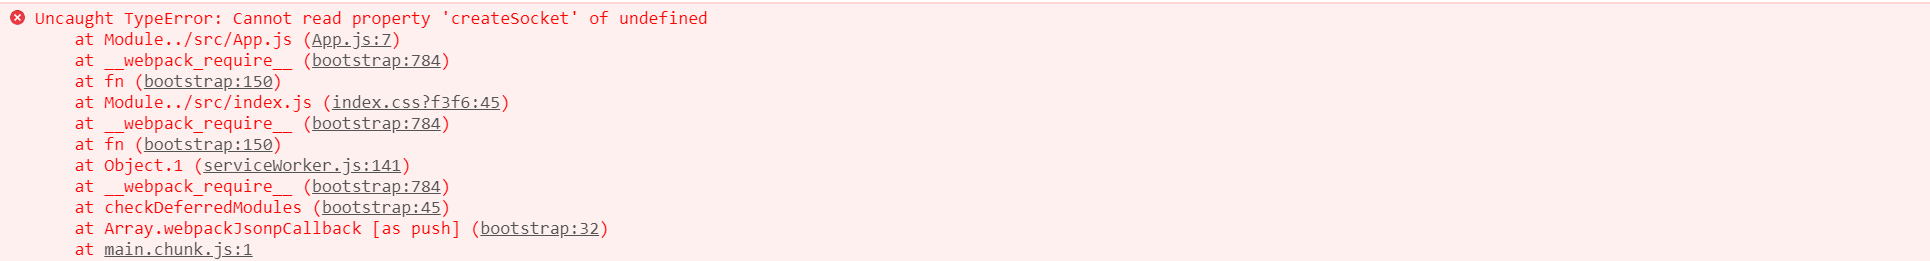 Uncaught TypeError: Cannot read property 'createSocket' of undefined
at Module../src/App.js (App.js:7)
at __webpack_require__ (bootstrap:784)
at fn (bootstrap:150)
at Module../src/index.js (index.css?f3f6:45)
at __webpack_require__ (bootstrap:784)
at fn (bootstrap:150)
at Object.1 (serviceWorker.js:141)
at __webpack_require__ (bootstrap:784)
at checkDeferredModules (bootstrap:45)
at Array.webpackJsonpCallback [as push] (bootstrap:32)
at main.chunk.js:1